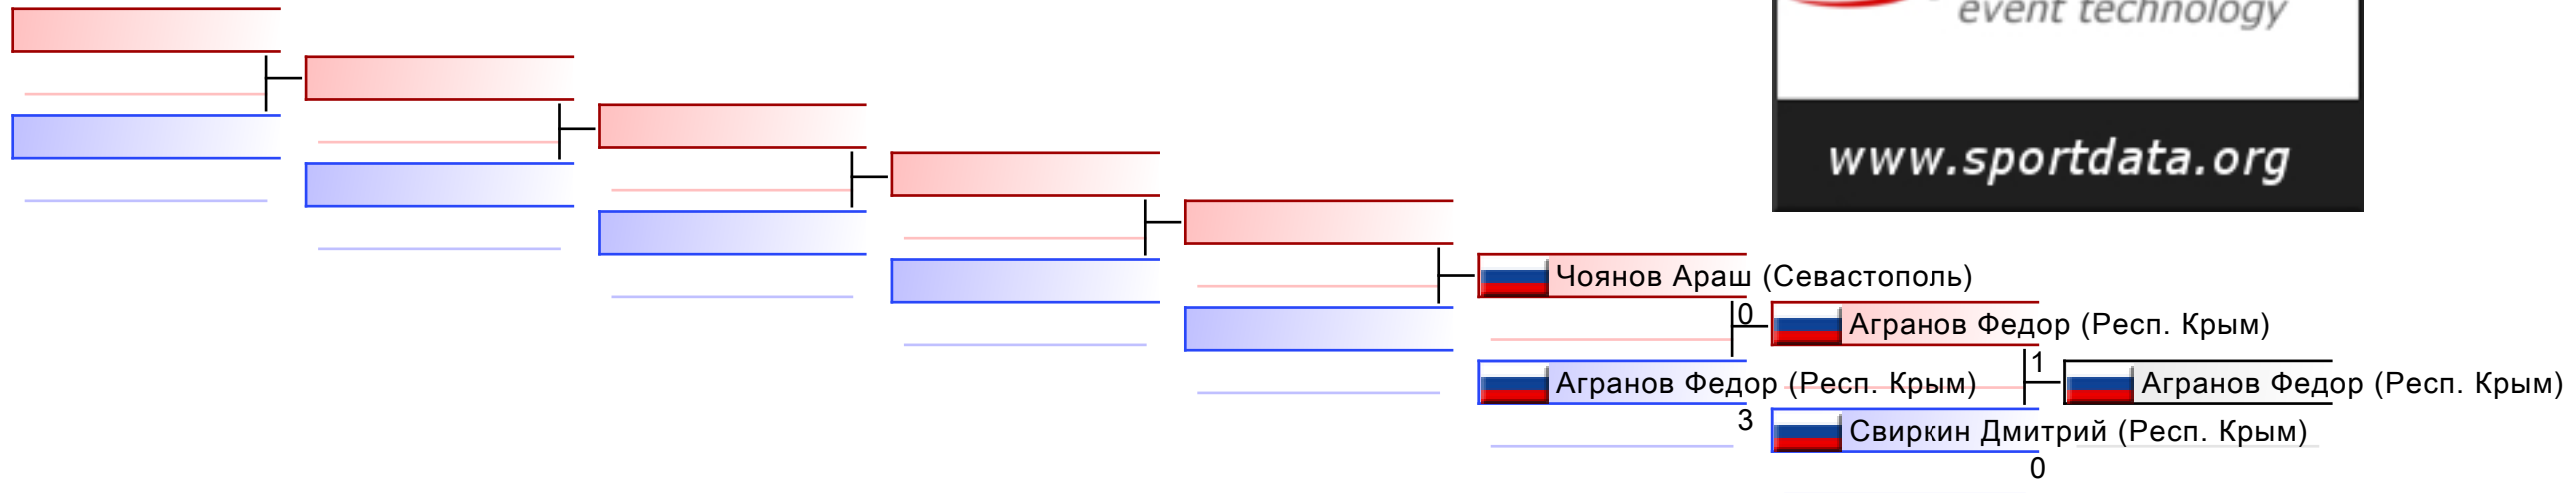 event technology
www.sportdata.org
Чоянов Араш (Севастополь)
0
Агранов Федор (Респ. Крым)
1
Агранов Федор (Респ. Крым)
Агранов Федор (Респ. Крым)
3
Свиркин Дмитрий (Респ. Крым)
0